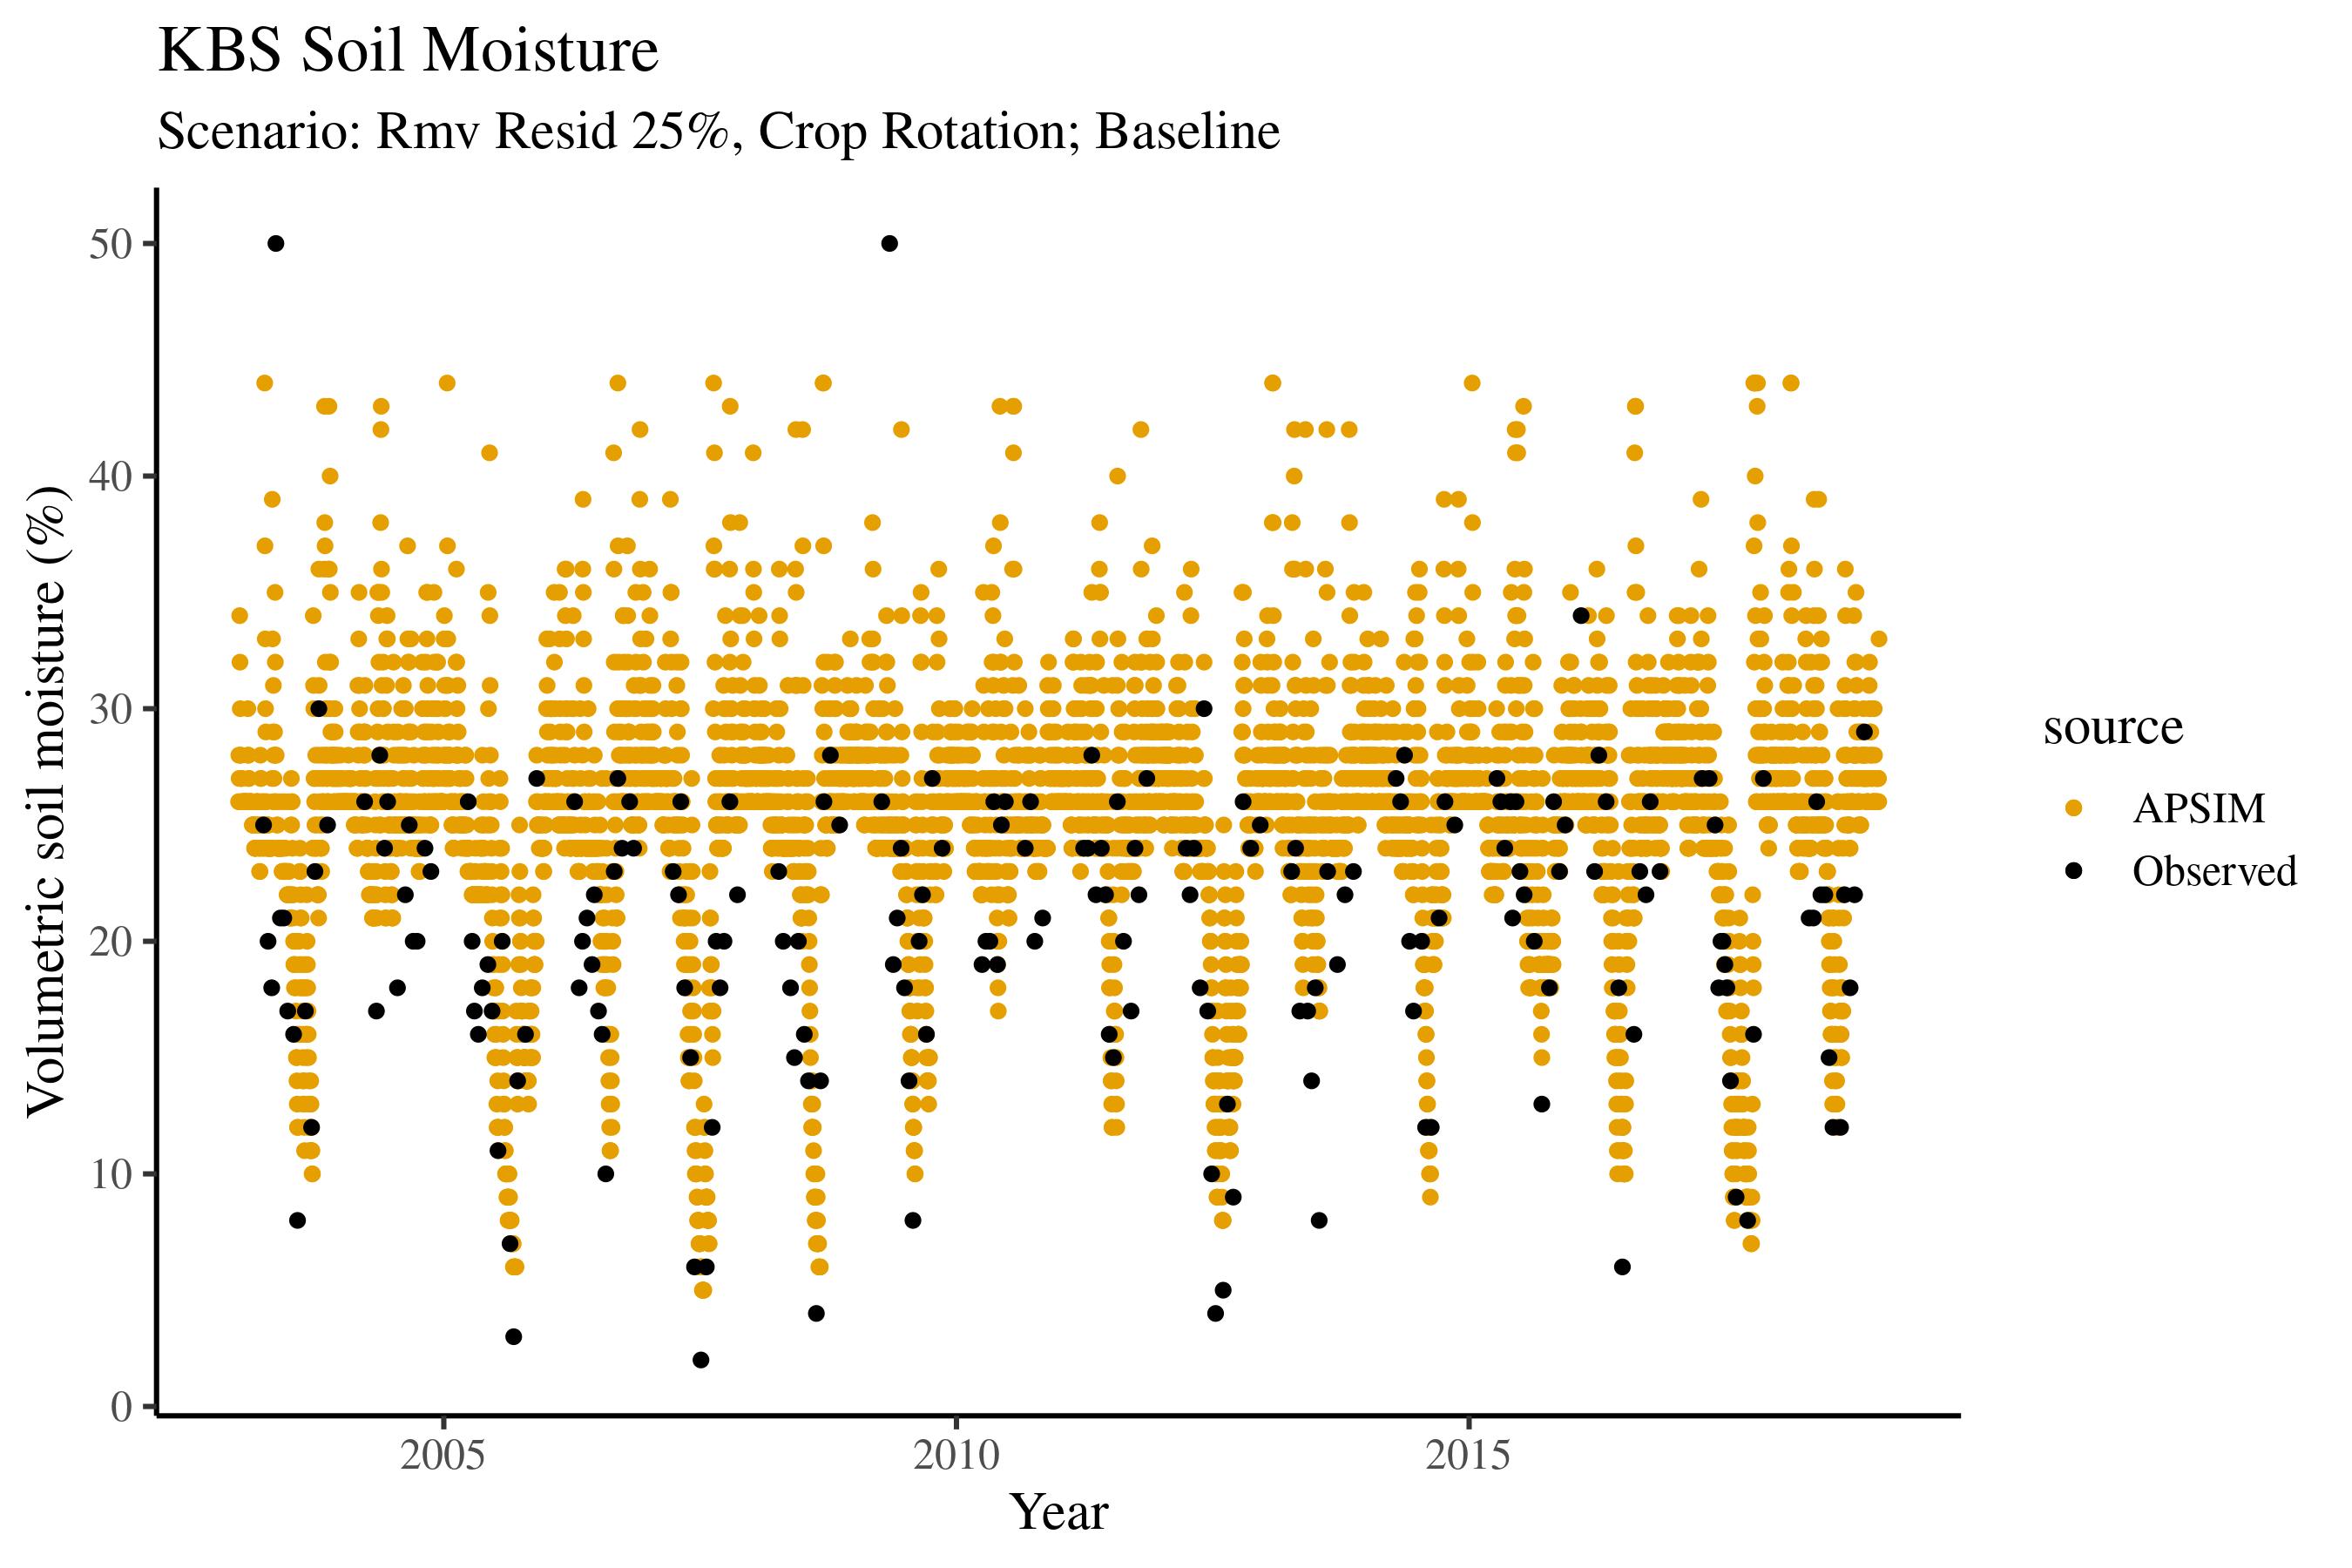 KBS Soil Moisture
Scenario: Rmv Resid 25%, Crop Rotation; Baseline
Volumetric soil moisture (%)
50
40
30
20
10
0
2005 2010 2015
Year
source
APSIM
Observed